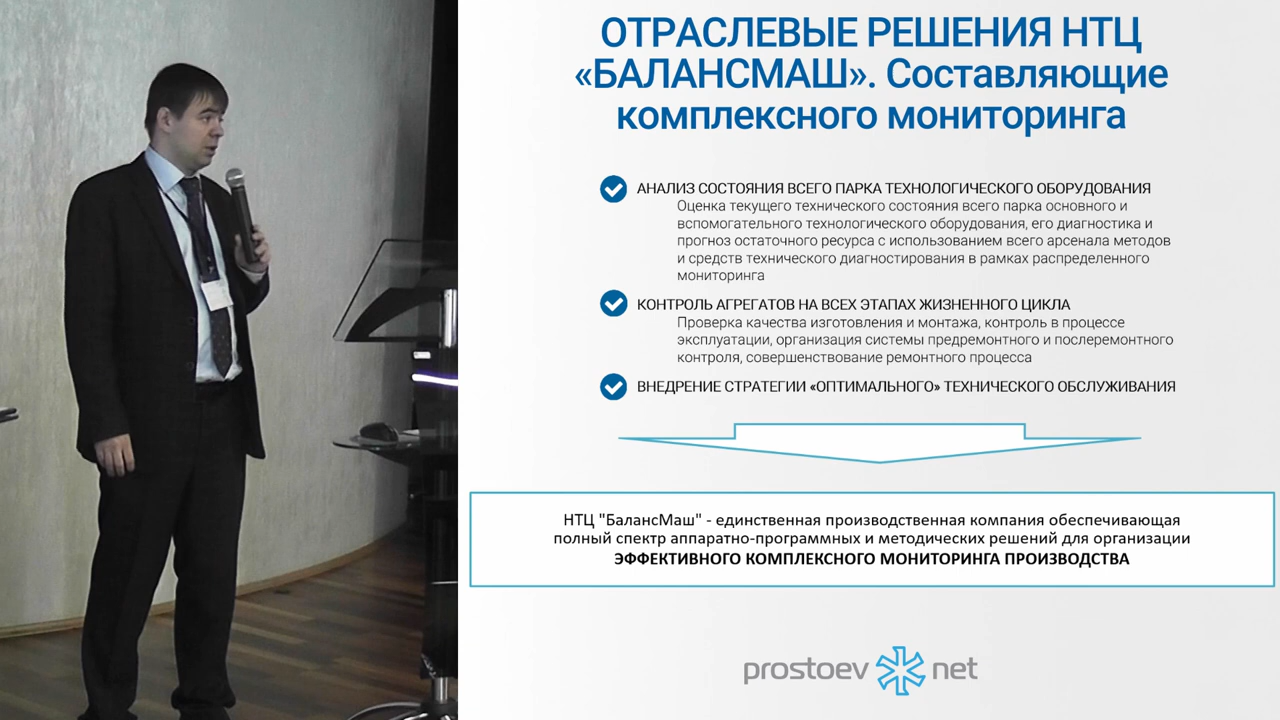 ОТРАСЛЕВЫЕ РЕШЕНИЯ НТЦ
«БАЛАНСМАШ». Составляющие
комплексного мониторинга
АНАЛИЗ СОСТОЯНИЯ ВСЕГО ПАРКА ТЕХНОЛОГИЧЕСКОГО ОБОРУДОВАНИЯ
Оценка текущего технического состояния всего парка основного и
вспомогательного технологического оборудования, его диагностика и
прогноз остаточного ресурса с использованием всего арсенала методов
и средств технического диагностирования в рамках распределенного
мониторинга
КОНТРОЛЬ АГРЕГАТОВ НА ВСЕХ ЭТАПАХ ЖИЗНЕННОГО ЦИКЛА
Проверка качества изготовления и монтажа, контроль в процессе
эксплуатации, организация системы предремонтного и послеремонтного
контроля, совершенствование ремонтного процесса
ВНЕДРЕНИЕ СТРАТЕГИИ «ОПТИМАЛЬНОГО» ТЕХНИЧЕСКОГО ОБСЛУЖИВАНИЯ
НТЦ "БалансМаш" - единственная производственная компания обеспечивающая
полный спектр аппаратно-программных и методических решений для организации
ЭФФЕКТИВНОГО КОМПЛЕКСНОГО МОНИТОРИНГА ПРОИЗВОДСТВА
prostoev net